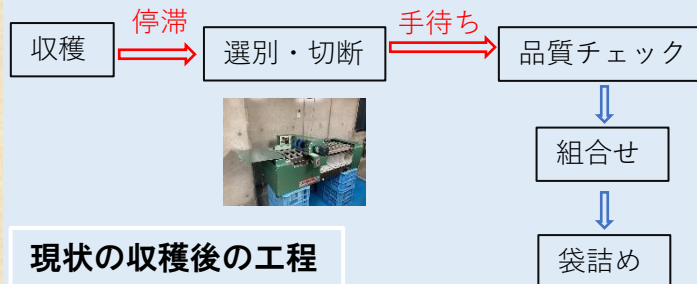 停滞
手待ち
収穫
選別・切断
品質チェック
組合せ
現状の収穫後の工程
袋詰め